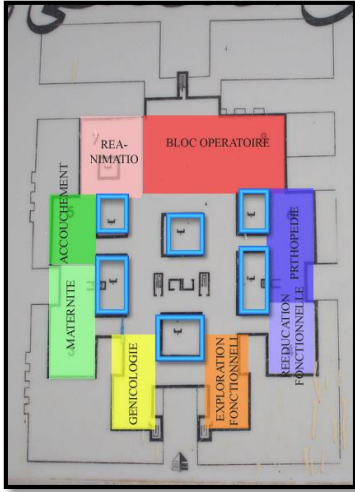 REA-
NIMATIO
BLOC OPERATOIRE
ACCOUCHEMENT
PRTHOPEDIE
MATERNITE
REEDUCATION
FONCTIONNELLE
GENICOLOGIE
EXPLORATION
FONCTIONNELL